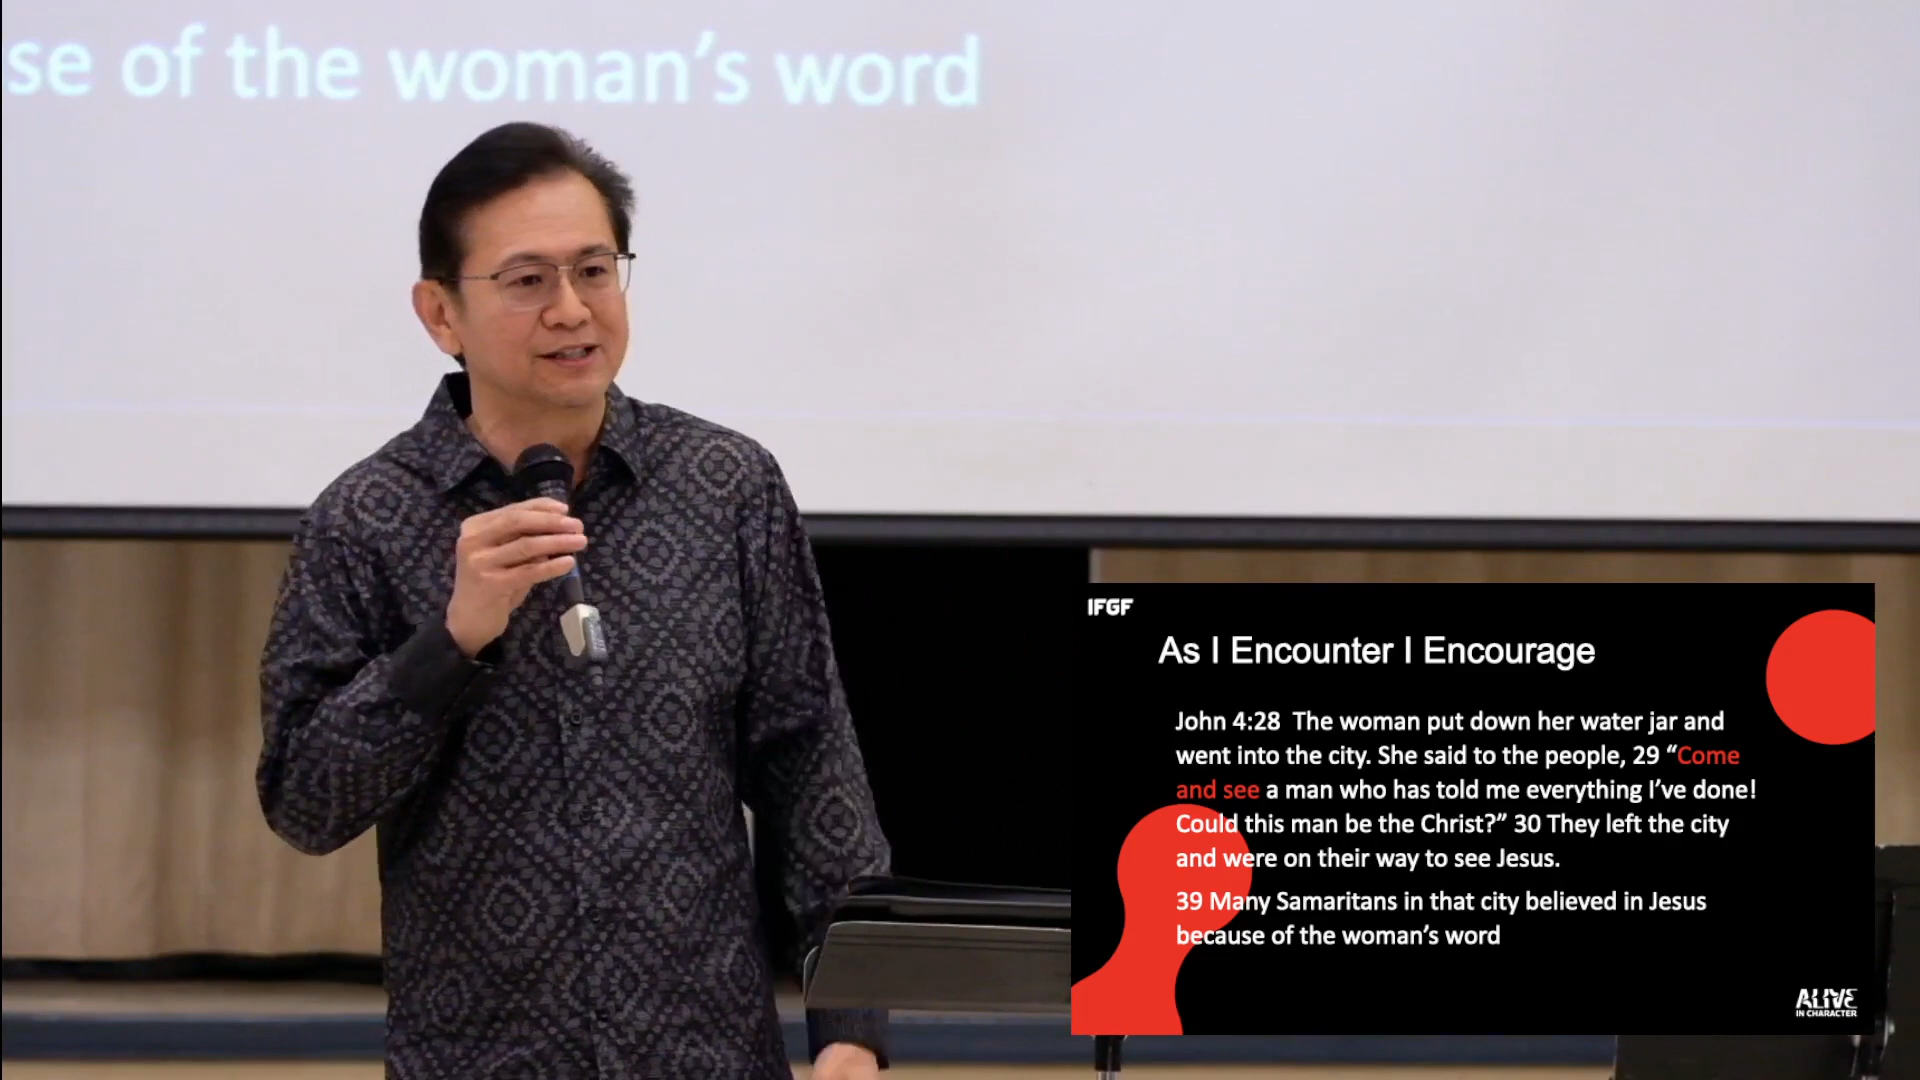 se of the woman's word
IFGF
As I Encounter I Encourage
John 4:28 The woman put down her water jar and
went into the city. She said to the people, 29 “Come
and see a man who has told me everything I’ve done!
Could this man be the Christ?” 30 They left the city
and were on their way to see Jesus.
39 Many Samaritans in that city believed in Jesus
because of the woman’s word
ALIVE
IN CHARACTER